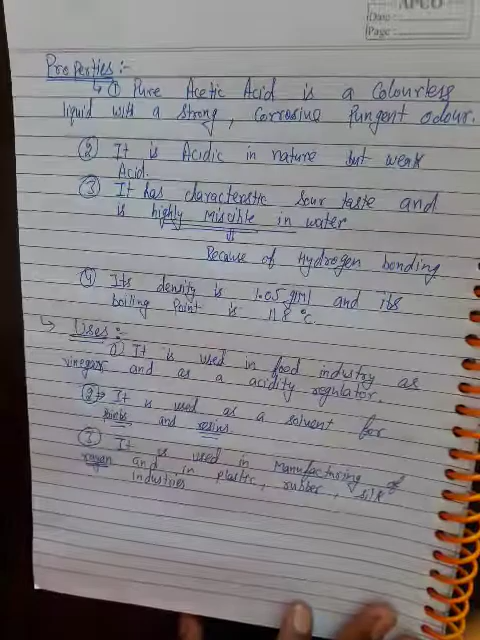 APCO
Date:
Page:
Properties:-
↳ ① Pure Acetic Acid is a Colourless
liquid with a strong, Corrosive Pungent odour.
② It is Acidic in nature but weak
Acid.
③ It has characterstic Sour taste and
is highly miscible in water
⇓
Because of Hydrogen bonding
④ Its density is 1.05 g/ml and its
boiling Point is 118 °C.
↳ Uses:-
① It is used in food industry as
vinegar and as a acidity regulator.
②→ It is used as a solvent for
and resins
③ It is used in Manufacturing of
rayon and in plastic, rubber, silk
industries